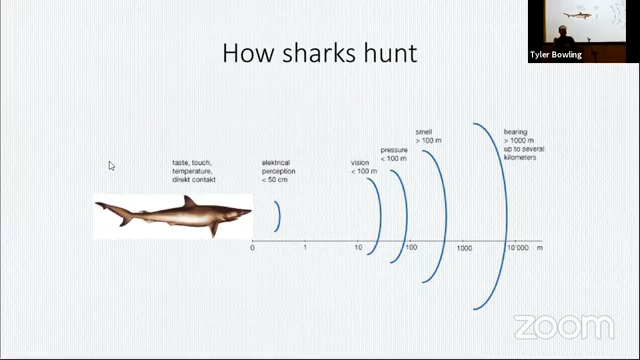 How sharks hunt
Tyler Bowling
taste, touch,
temperature,
direkt contakt
elektrical
perception
< 50 cm
vision
< 100 m
pressure
< 100 m
smell
> 100 m
hearing
> 1000 m
up to several
kilometers
0
1
10
100
1000
10'000
m
zoom